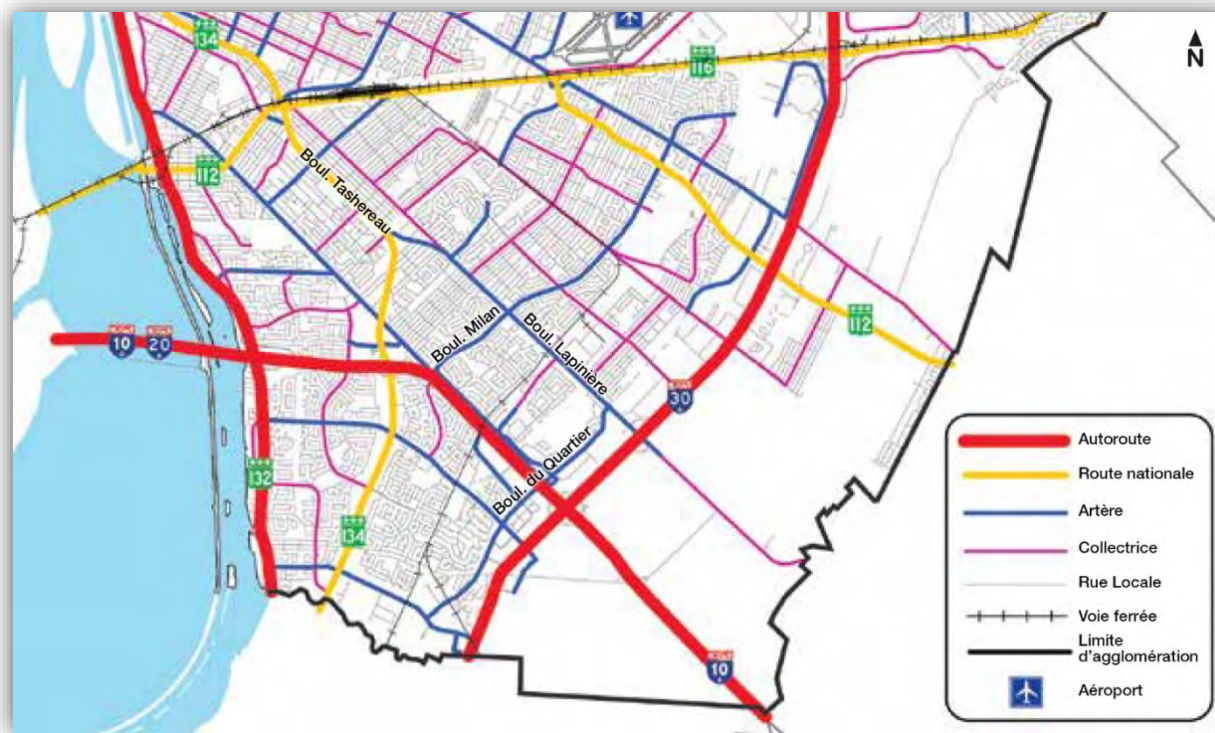 134
116
N
112
Boul. Tashereau
10
20
Boul. Milan
Boul. Lapinière
112
30
132
Boul. du Quartier
134
10
Autoroute
Route nationale
Artère
Collectrice
Rue Locale
Voie ferrée
Limite
d'agglomération
Aéroport